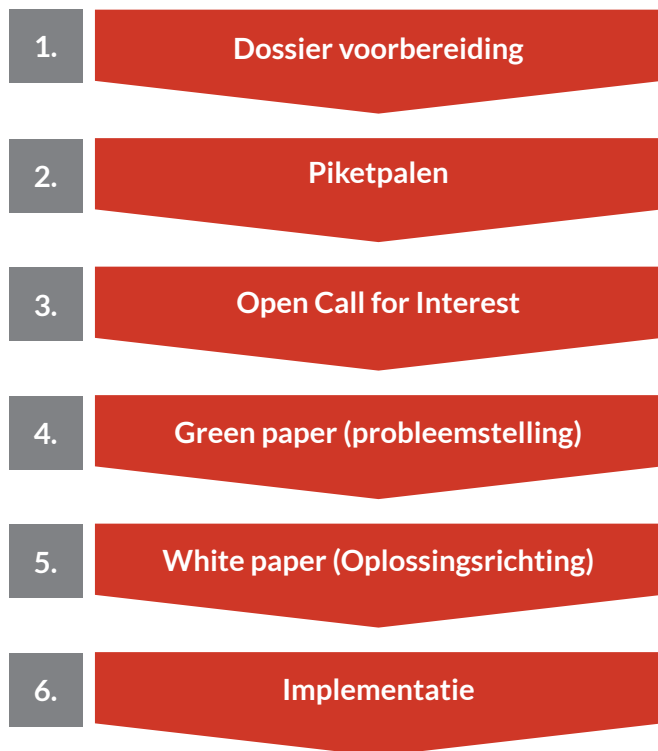 1. Dossier voorbereiding
2. Piketpalen
3. Open Call for Interest
4. Green paper (probleemstelling)
5. White paper (Oplossingsrichting)
6. Implementatie